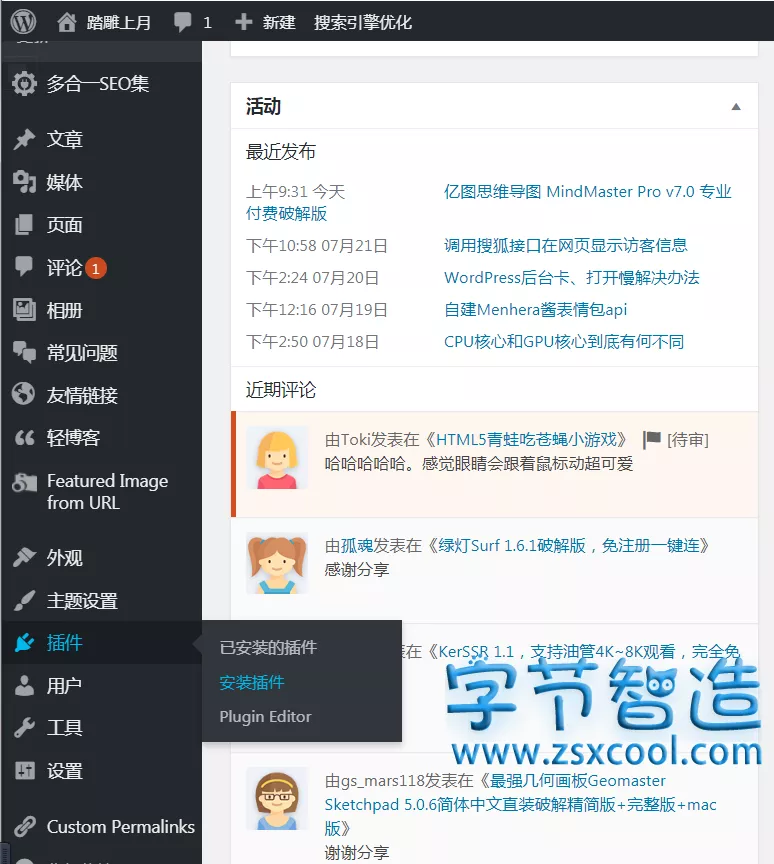 踏雕上月 1 新建 搜索引擎优化
多合一SEO集
文章
媒体
页面
评论 1
相册
常见问题
友情链接
轻博客
Featured Image
from URL
外观
主题设置
插件
用户
工具
设置
Custom Permalinks
已安装的插件
安装插件
Plugin Editor
活动
最近发布
上午9:31 今天 亿图思维导图 MindMaster Pro v7.0 专业
付费破解版
下午10:58 07月21日 调用搜狐接口在网页显示访客信息
下午2:24 07月20日 WordPress后台卡、打开慢解决办法
下午12:16 07月19日 自建Menhera酱表情包api
下午2:50 07月18日 CPU核心和GPU核心到底有何不同
近期评论
由Toki发表在《HTML5青蛙吃苍蝇小游戏》 [待审]
哈哈哈哈哈。感觉眼睛会跟着鼠标动超可爱
由孤魂发表在《绿灯Surf 1.6.1破解版，免注册一键连》
感谢分享
在《KerSSR 1.1，支持油管4K~8K观看，完全免
字节智造
www.zsxcool.com
由gs_mars118发表在《最强几何画板Geomaster
Sketchpad 5.0.6简体中文直装破解精简版+完整版+mac
版》
谢谢分享